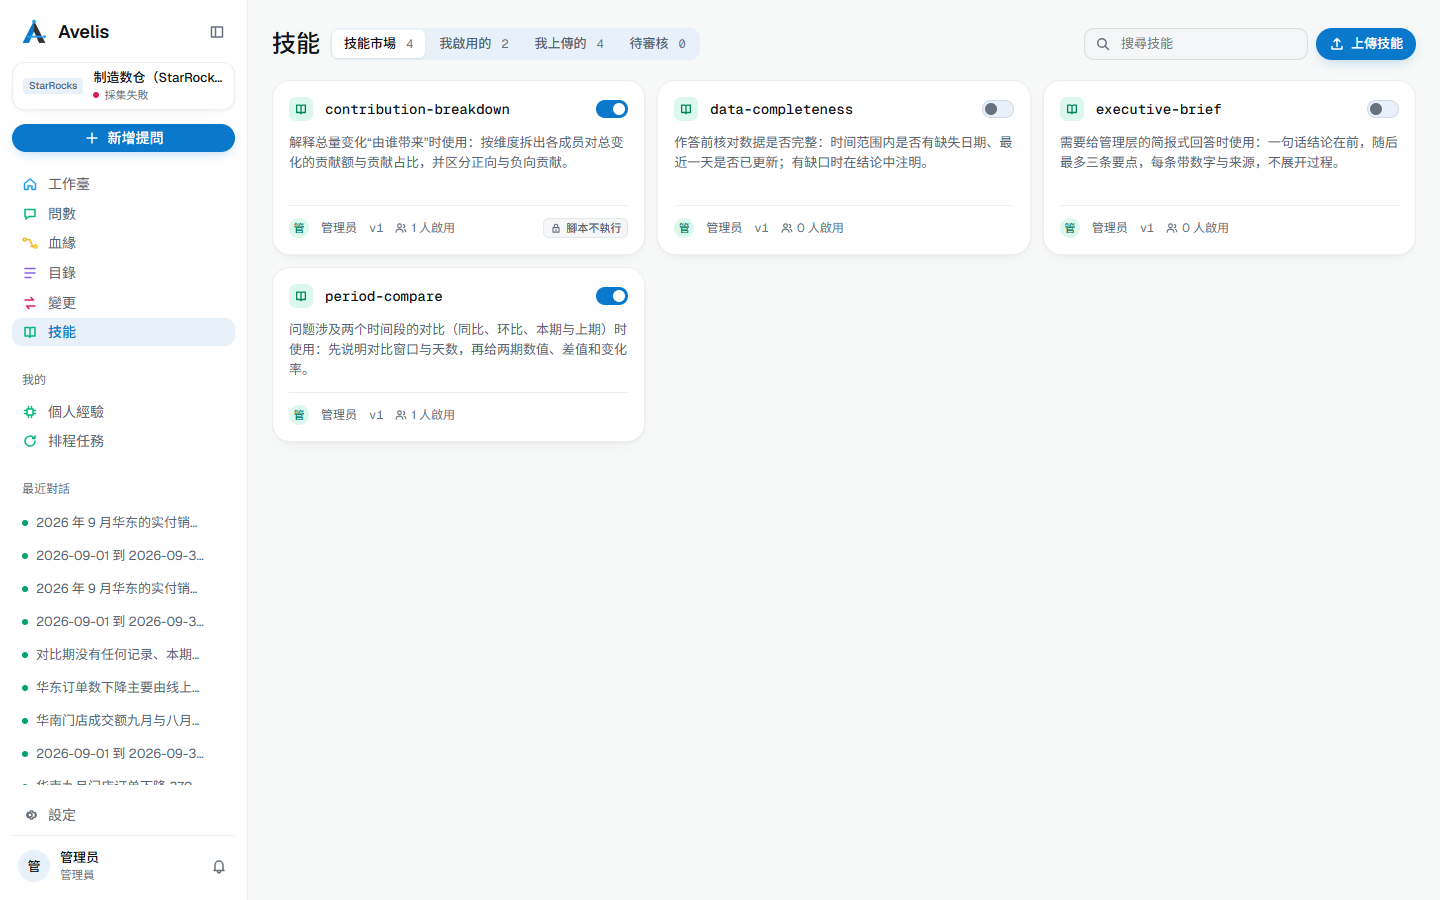 Avelis
StarRocks
制造数仓（StarRock...
採集失敗
新增提問
工作臺
問數
血緣
目錄
變更
技能
我的
個人經驗
排程任務
最近對話
2026 年 9 月华东的实付销...
2026-09-01 到 2026-09-3...
2026 年 9 月华东的实付销...
2026-09-01 到 2026-09-3...
对比期没有任何记录、本期...
华东订单数下降主要由线上...
华南门店成交额九月与八月...
2026-09-01 到 2026-09-3...
設定
管
管理员
管理員
技能
技能市場 4
我啟用的 2
我上傳的 4
待審核 0
搜尋技能
上傳技能
contribution-breakdown
解释总量变化“由谁带来”时使用：按维度拆出各成员对总变
化的贡献额与贡献占比，并区分正向与负向贡献。
管 管理员 v1 1 人啟用 腳本不執行
data-completeness
作答前核对数据是否完整：时间范围内是否有缺失日期、最
近一天是否已更新；有缺口时在结论中注明。
管 管理员 v1 0 人啟用
executive-brief
需要给管理层的简报式回答时使用：一句话结论在前，随后
最多三条要点，每条带数字与来源，不展开过程。
管 管理员 v1 0 人啟用
period-compare
问题涉及两个时间段的对比（同比、环比、本期与上期）时
使用：先说明对比窗口与天数，再给两期数值、差值和变化
率。
管 管理员 v1 1 人啟用